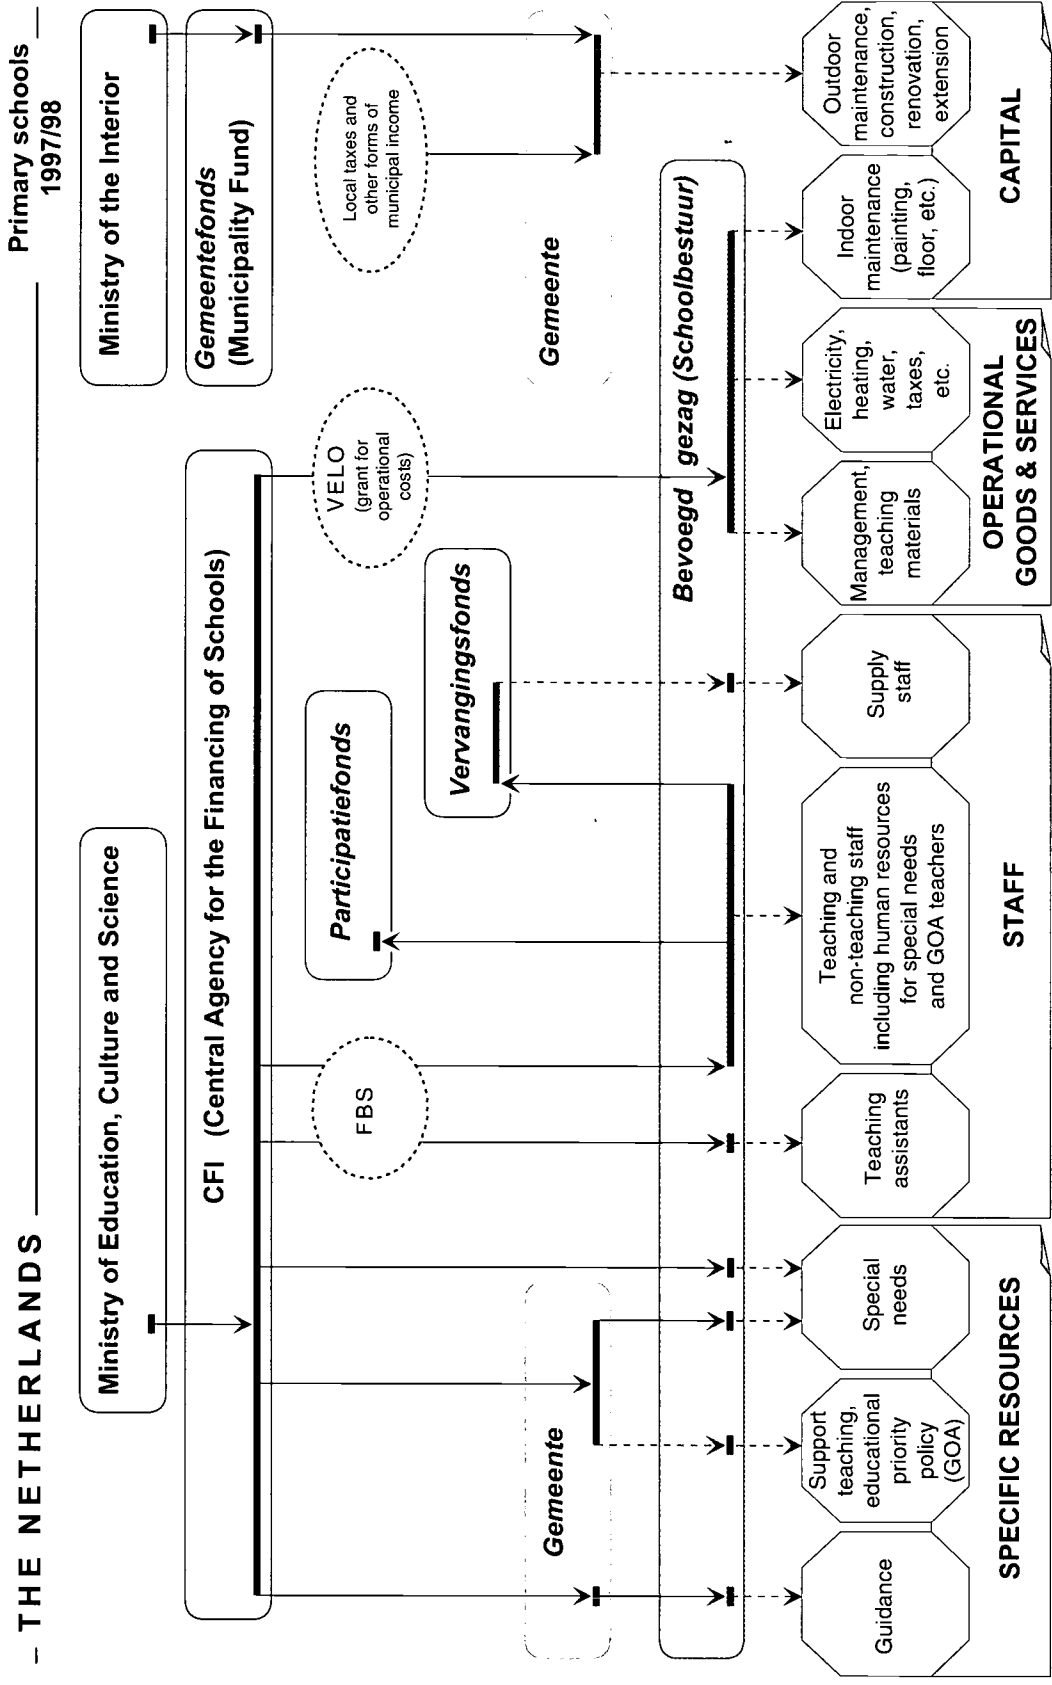 – THE NETHERLANDS
Primary schools
1997/98
Ministry of Education, Culture and Science
Ministry of the Interior
CFI (Central Agency for the Financing of Schools)
Gemeentefonds
(Municipality Fund)
FBS
Participatiefonds
VELO
(grant for
operational
costs)
Local taxes and
other forms of
municipal income
Vervangingsfonds
Gemeente
Gemeente
Bevoegd gezag (Schoolbestuur)
Guidance
Support
teaching,
educational
priority
policy
(GOA)
Special
needs
Teaching
assistants
Teaching and
non-teaching staff
including human resources
for special needs
and GOA teachers
Supply
staff
Management,
teaching
materials
Electricity,
heating,
water,
taxes,
etc.
Indoor
maintenance
(painting,
floor, etc.)
Outdoor
maintenance,
construction,
renovation,
extension
SPECIFIC RESOURCES
STAFF
OPERATIONAL
GOODS & SERVICES
CAPITAL